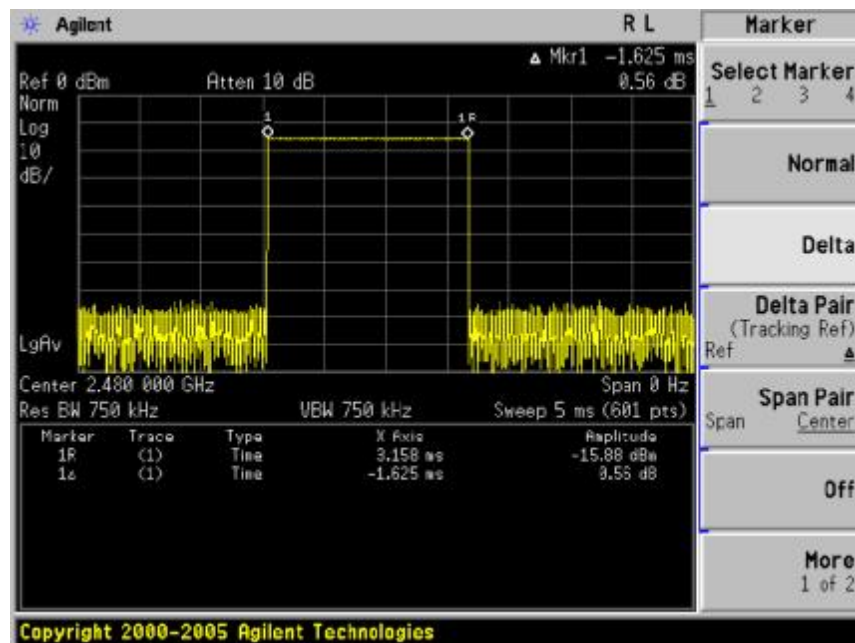 Agilent R L
Marker
Δ Mkr1 -1.625 ms
Ref 0 dBm Atten 10 dB 0.56 dB
Norm
Log
10
dB/
1 1R
LgAv
Center 2.480 000 GHz Span 0 Hz
Res BW 750 kHz VBW 750 kHz Sweep 5 ms (601 pts)
Marker Trace Type X Axis Amplitude
1R (1) Time 3.158 ms -15.88 dBm
1Δ (1) Time -1.625 ms 0.56 dB
Select Marker
1 2 3 4
Normal
Delta
Delta Pair
(Tracking Ref)
Ref Δ
Span Pair
Span Center
Off
More
1 of 2
Copyright 2000-2005 Agilent Technologies